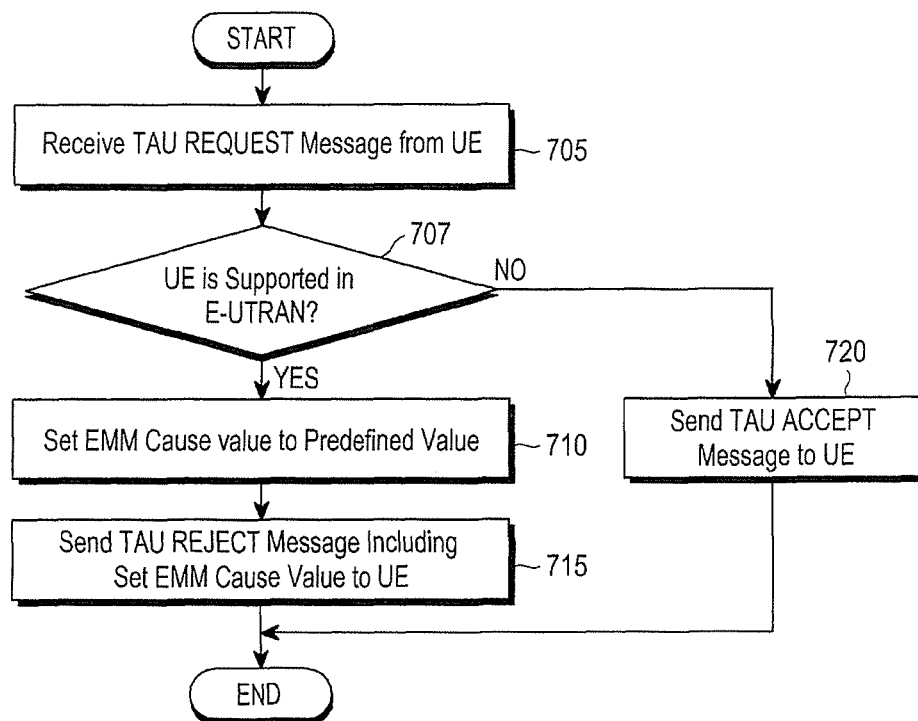 START
Receive TAU REQUEST Message from UE
705
707
UE is Supported in
E-UTRAN?
NO
YES
720
Set EMM Cause value to Predefined Value
710
Send TAU ACCEPT
Message to UE
Send TAU REJECT Message Including
Set EMM Cause Value to UE
715
END